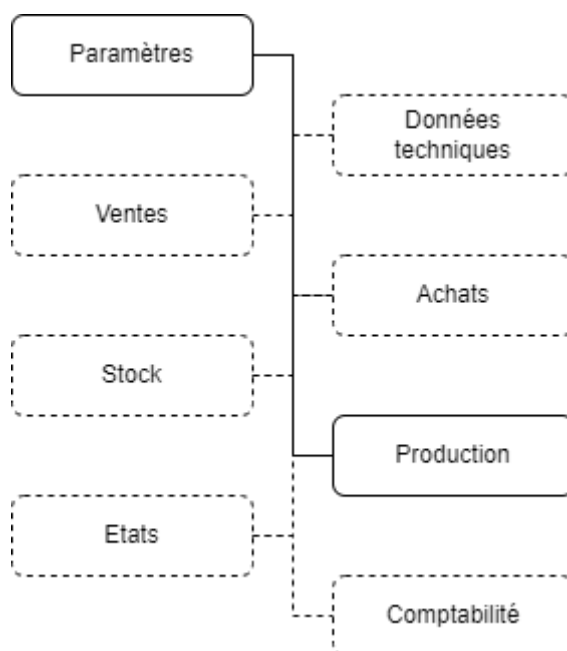 Paramètres
Données
techniques
Ventes
Achats
Stock
Production
Etats
Comptabilité